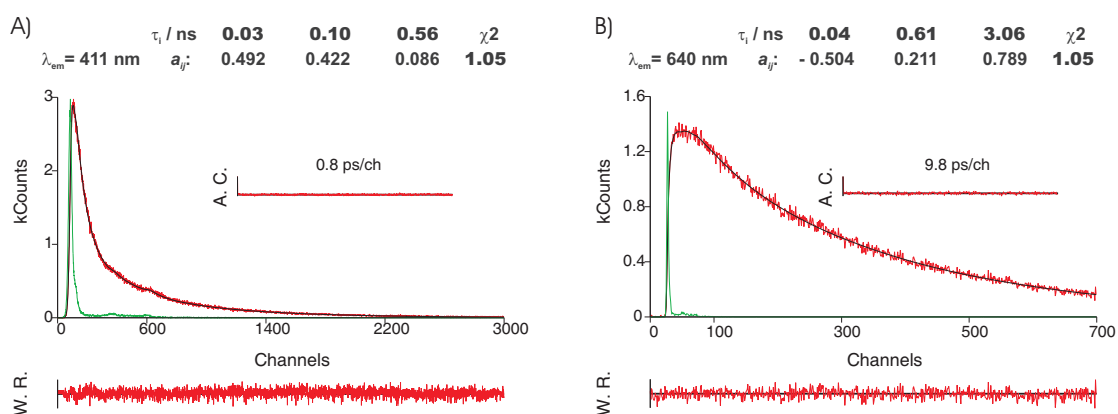 A)
τi / ns 0.03 0.10 0.56 χ2
λem= 411 nm aij: 0.492 0.422 0.086 1.05
3
2
1
0
kCounts
A. C.
0.8 ps/ch
0 600 1400 2200 3000
Channels
W. R.
B)
τi / ns 0.04 0.61 3.06 χ2
λem= 640 nm aij: - 0.504 0.211 0.789 1.05
1.6
1.2
0.8
0.4
0
kCounts
A. C.
9.8 ps/ch
0 100 300 500 700
Channels
W. R.